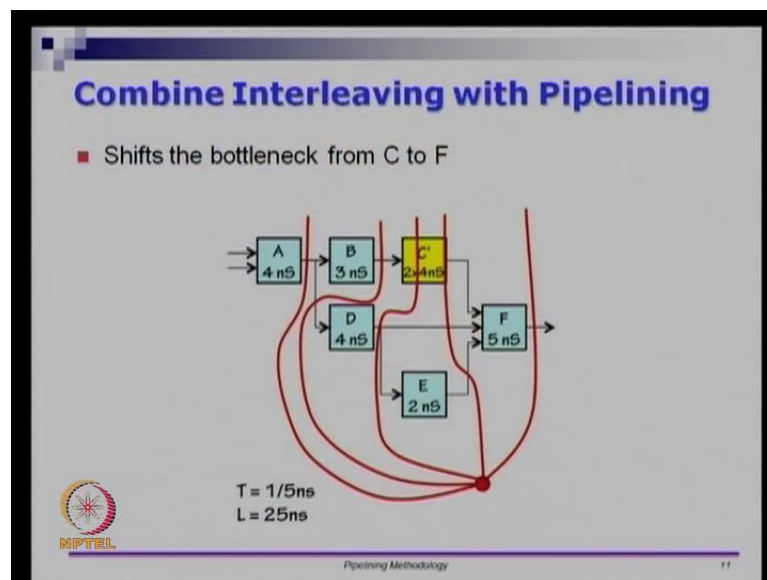 Combine Interleaving with Pipelining
Shifts the bottleneck from C to F
A
4 nS
B
3 nS
C'
2x4nS
D
4 nS
F
5 nS
E
2 nS
T = 1/5ns
L = 25ns
NPTEL
Pipelining Methodology
11